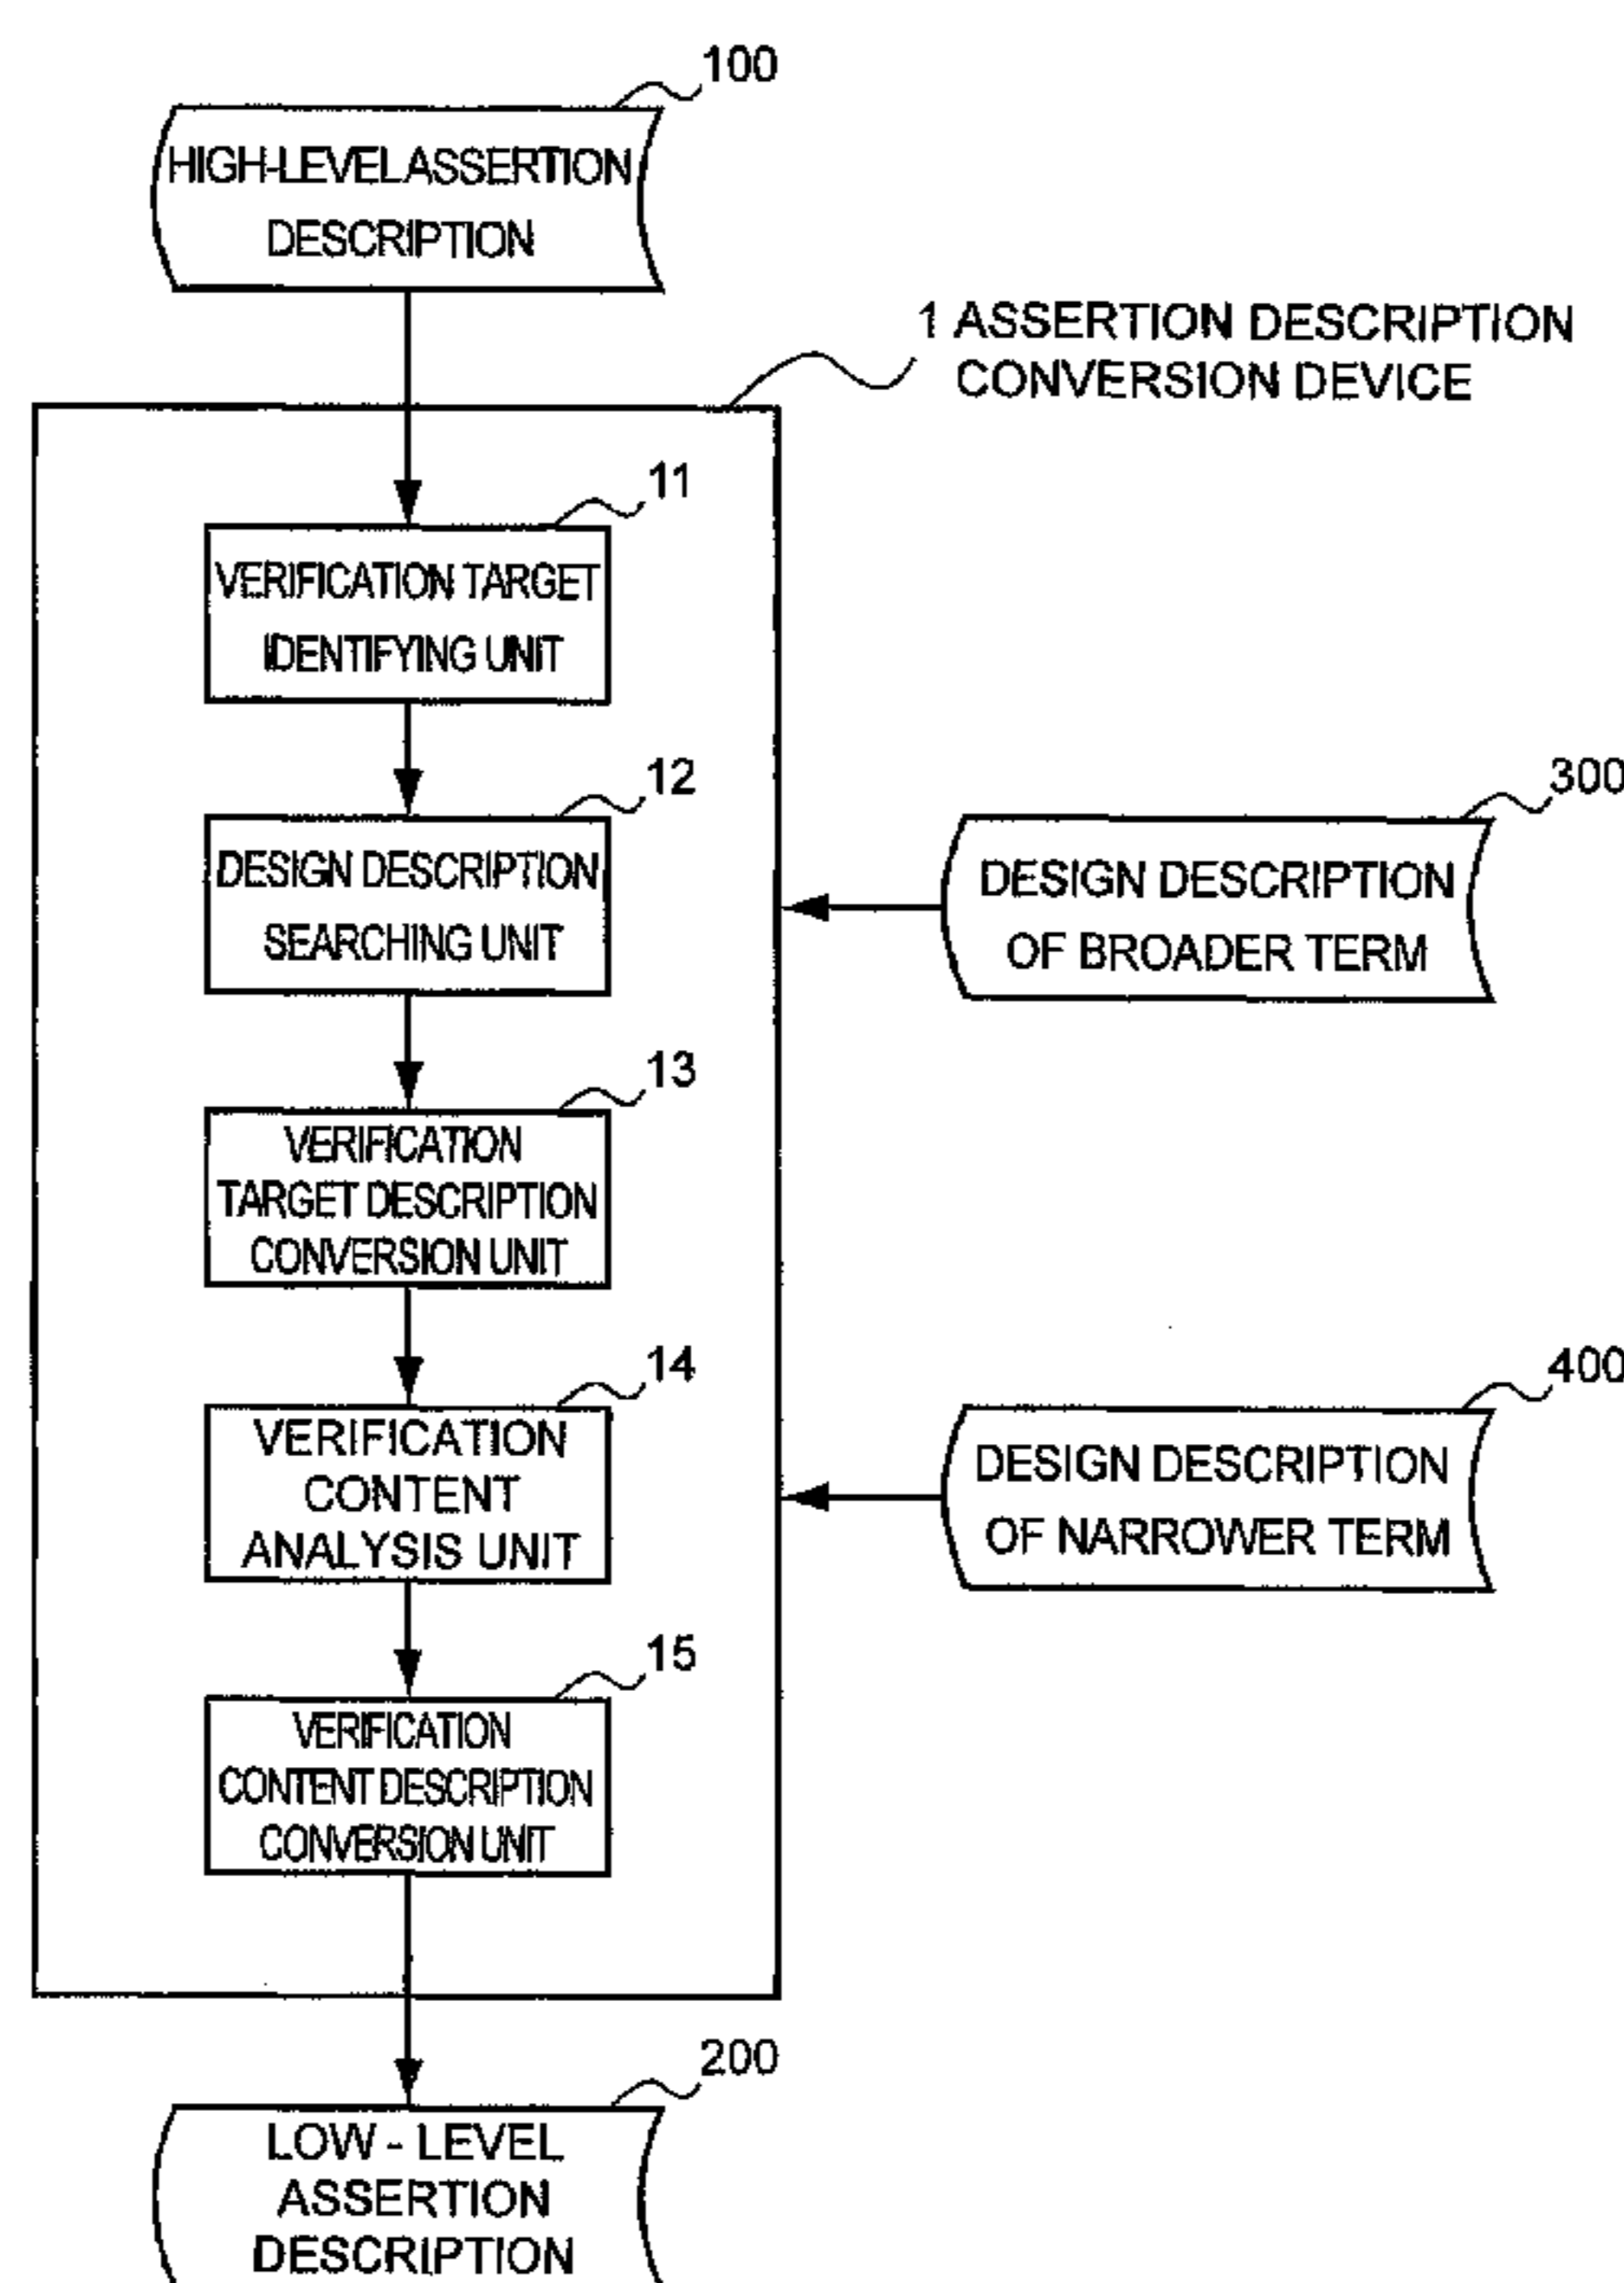 100
HIGH-LEVEL ASSERTION
DESCRIPTION
1 ASSERTION DESCRIPTION
CONVERSION DEVICE
11
VERIFICATION TARGET
IDENTIFYING UNIT
12
DESIGN DESCRIPTION
SEARCHING UNIT
300
DESIGN DESCRIPTION
OF BROADER TERM
13
VERIFICATION
TARGET DESCRIPTION
CONVERSION UNIT
14
VERIFICATION
CONTENT
ANALYSIS UNIT
400
DESIGN DESCRIPTION
OF NARROWER TERM
15
VERIFICATION
CONTENT DESCRIPTION
CONVERSION UNIT
200
LOW - LEVEL
ASSERTION
DESCRIPTION